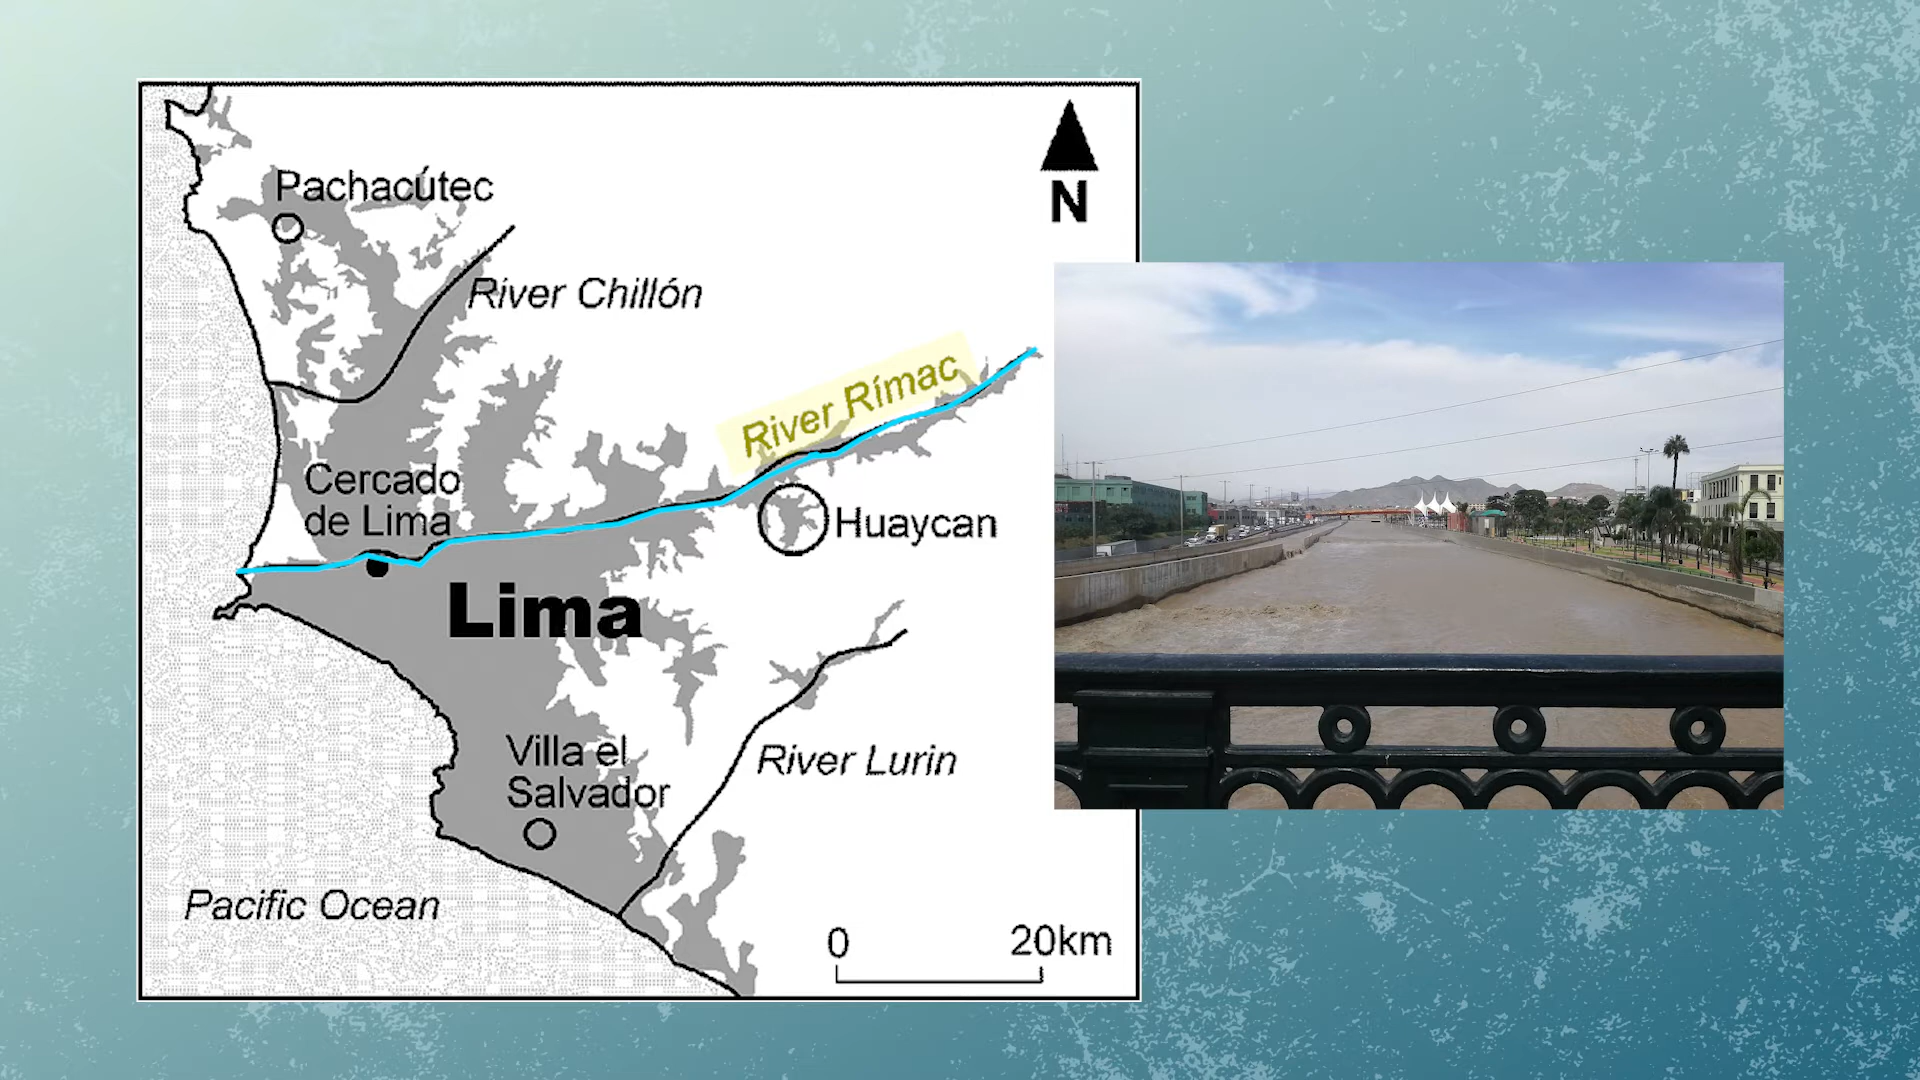 N
Pachacútec
River Chillón
River Rímac
Cercado
de Lima
Huaycan
Lima
Villa el
Salvador
River Lurin
Pacific Ocean
0 20km